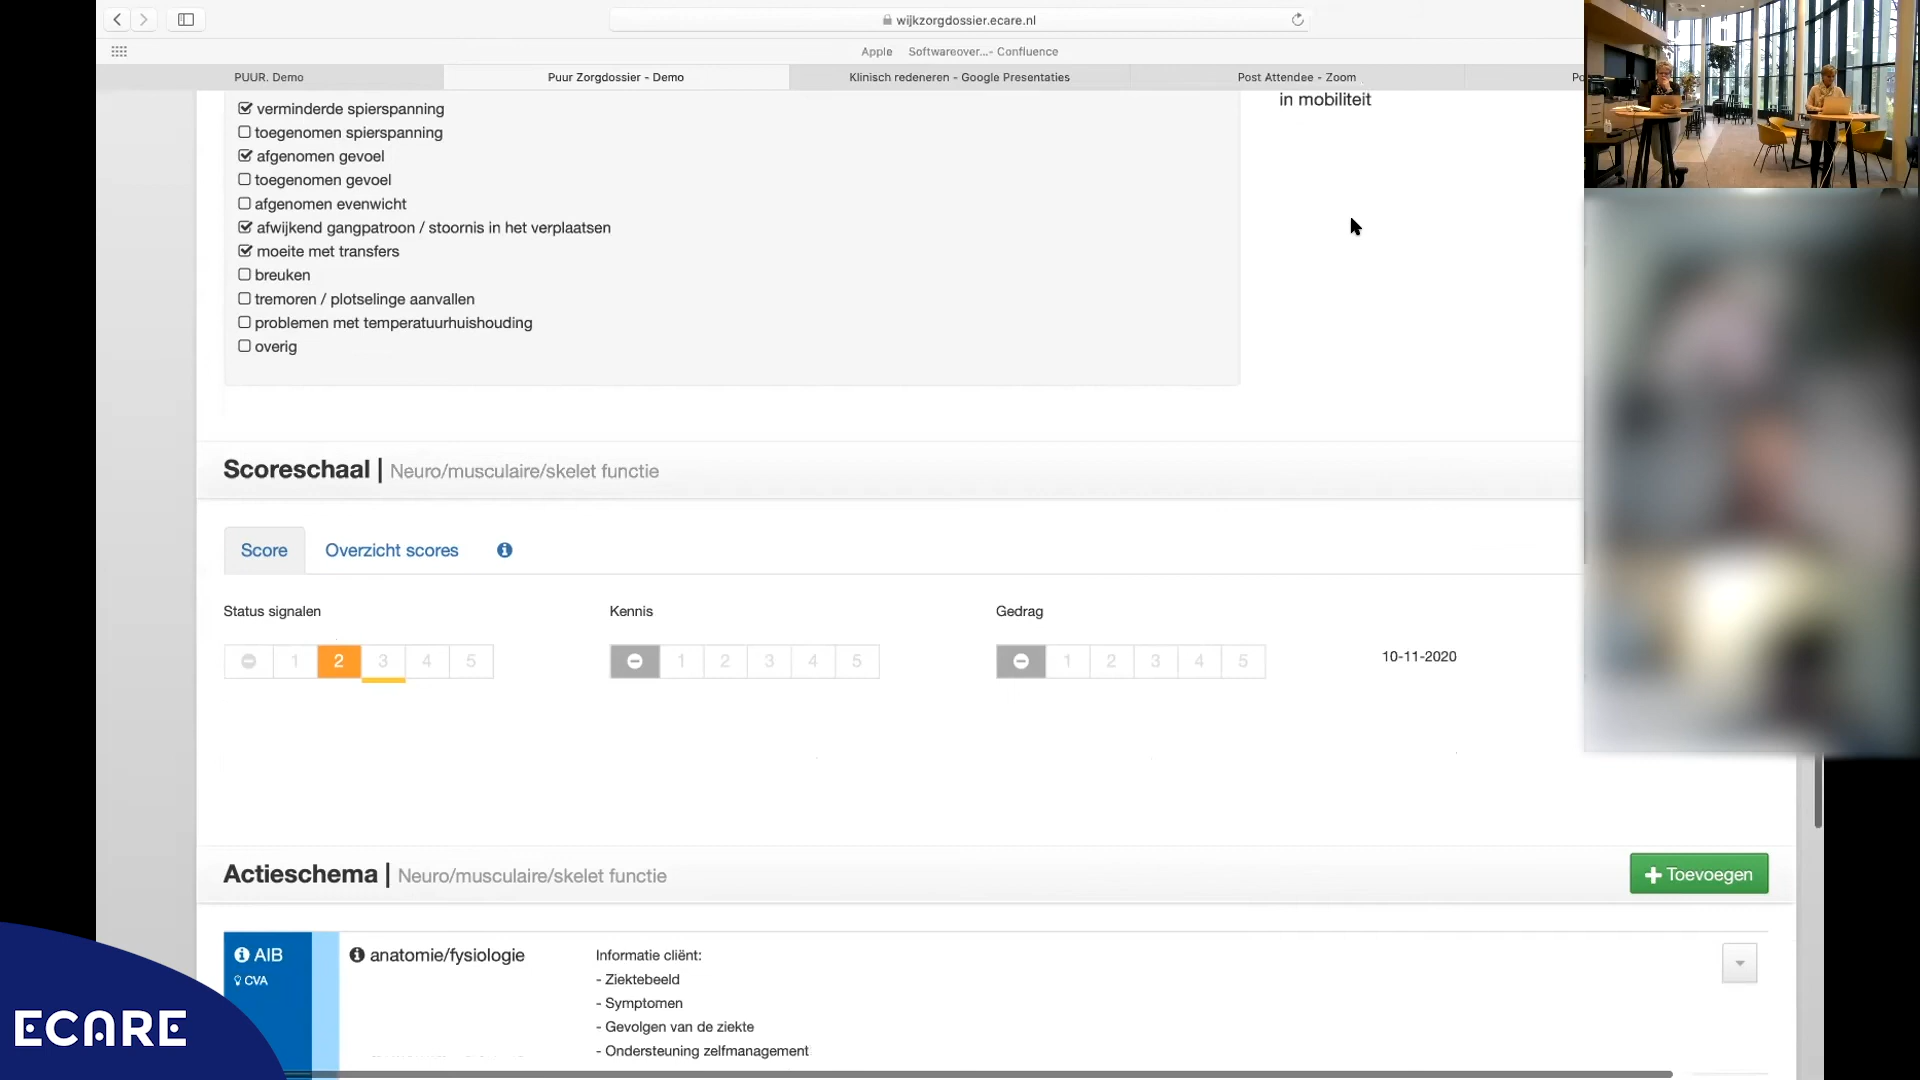 wijkzorgdossier.ecare.nl
Apple Softwareover...- Confluence
PUUR. Demo Puur Zorgdossier - Demo Klinisch redeneren - Google Presentaties Post Attendee - Zoom Po
verminderde spierspanning
toegenomen spierspanning
afgenomen gevoel
toegenomen gevoel
afgenomen evenwicht
afwijkend gangpatroon / stoornis in het verplaatsen
moeite met transfers
breuken
tremoren / plotselinge aanvallen
problemen met temperatuurhuishouding
overig
in mobiliteit
Scoreschaal | Neuro/musculaire/skelet functie
Score Overzicht scores
Status signalen Kennis Gedrag
1 2 3 4 5 1 2 3 4 5 1 2 3 4 5 10-11-2020
Actieschema | Neuro/musculaire/skelet functie
Toevoegen
AIB
CVA
anatomie/fysiologie
Informatie cliënt:
- Ziektebeeld
- Symptomen
- Gevolgen van de ziekte
- Ondersteuning zelfmanagement
ECARE